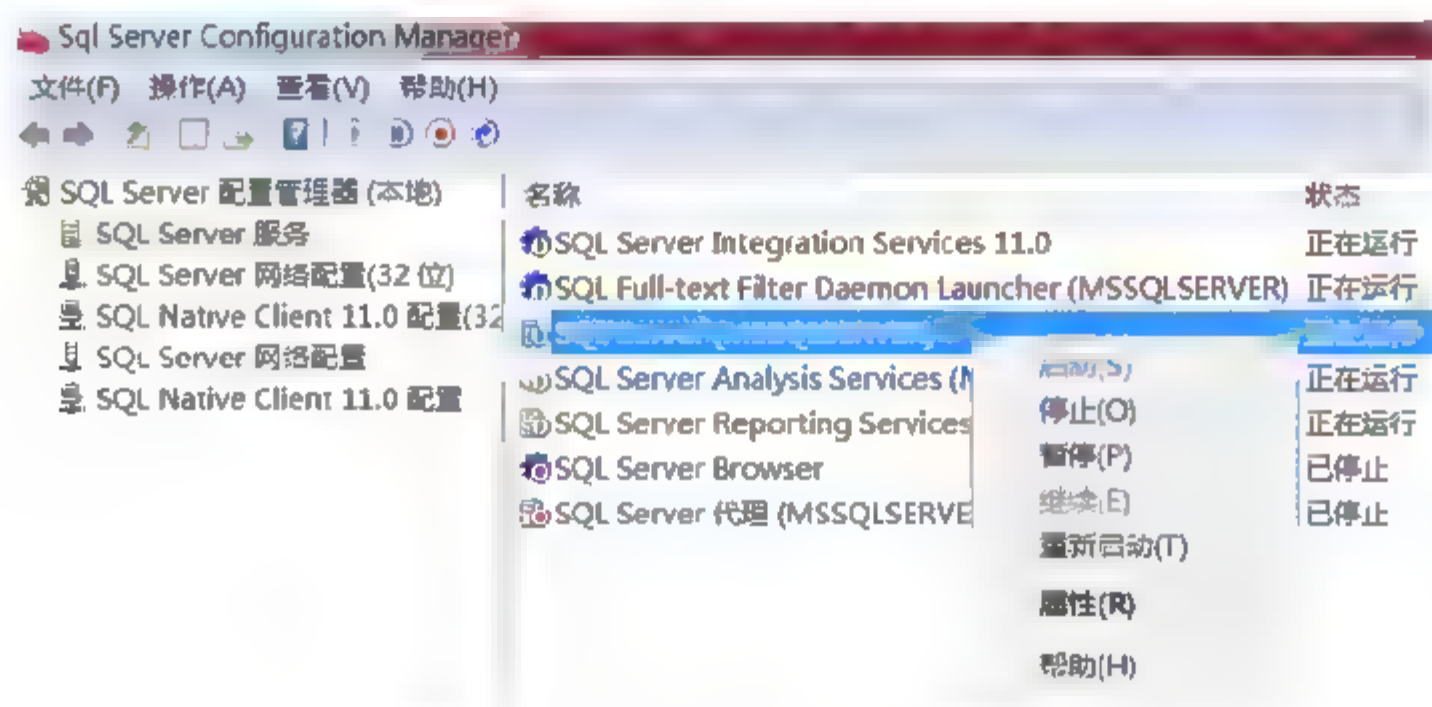 Sql Server Configuration Manager
文件(F) 操作(A) 查看(V) 帮助(H)
SQL Server 配置管理器 (本地)
SQL Server 服务
SQL Server 网络配置(32 位)
SQL Native Client 11.0 配置(32
SQL Server 网络配置
SQL Native Client 11.0 配置
名称 状态
SQL Server Integration Services 11.0 正在运行
SQL Full-text Filter Daemon Launcher (MSSQLSERVER) 正在运行
SQL Server Analysis Services (M 正在运行
SQL Server Reporting Services 正在运行
SQL Server Browser 已停止
SQL Server 代理 (MSSQLSERVE 已停止
启动(S)
停止(O)
暂停(P)
继续(E)
重新启动(T)
属性(R)
帮助(H)